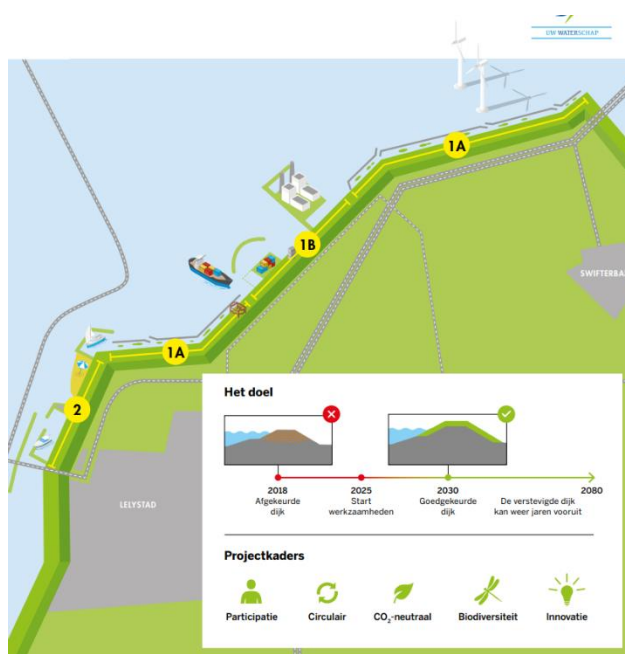 UW WATERSCHAP
1A
1B
SWIFTERBA
1A
2
LELYSTAD
Het doel
2018
2025
2030
2080
Afgekeurde
dijk
Start
werkzaamheden
Goedgekeurde
dijk
De verstevigde dijk
kan weer jaren vooruit
Projectkaders
Participatie
Circulair
CO₂-neutraal
Biodiversiteit
Innovatie